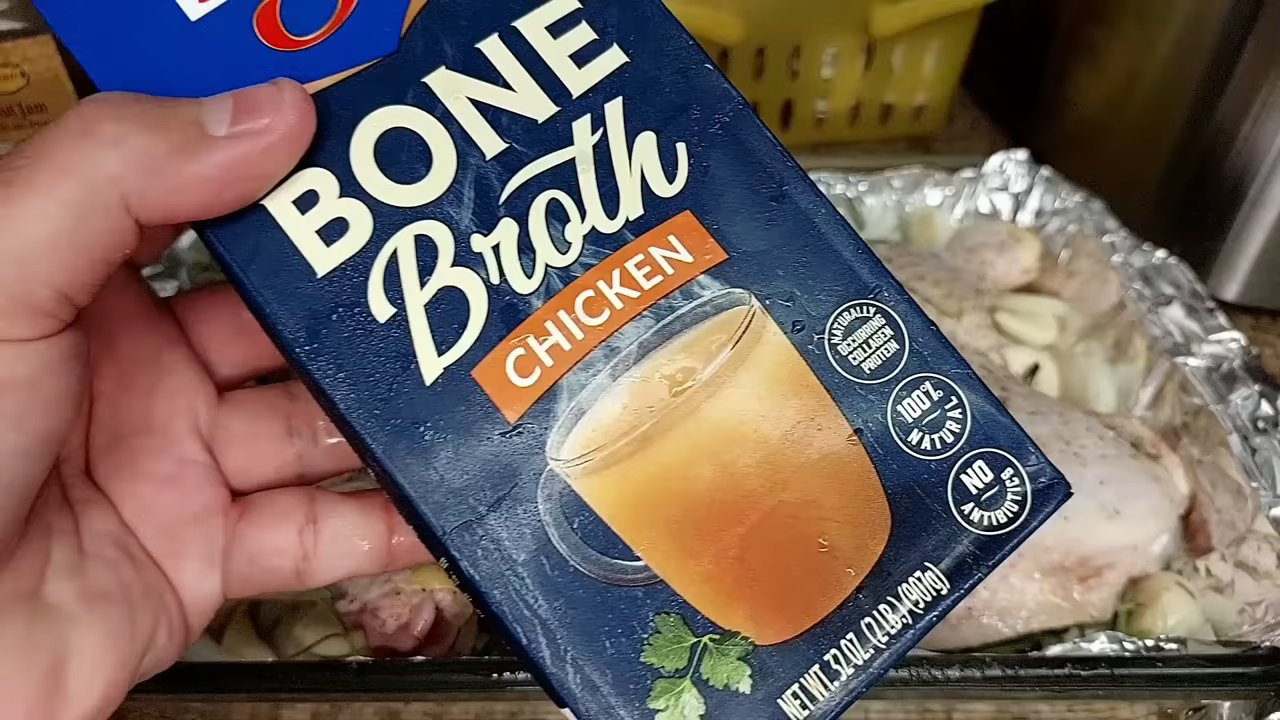 BONE
Broth
CHICKEN
NATURALLY
OCCURRING
COLLAGEN
PROTEIN
100%
NATURAL
NO
ANTIBIOTICS
NET WT. 32 OZ. (2 LB.) (907g)